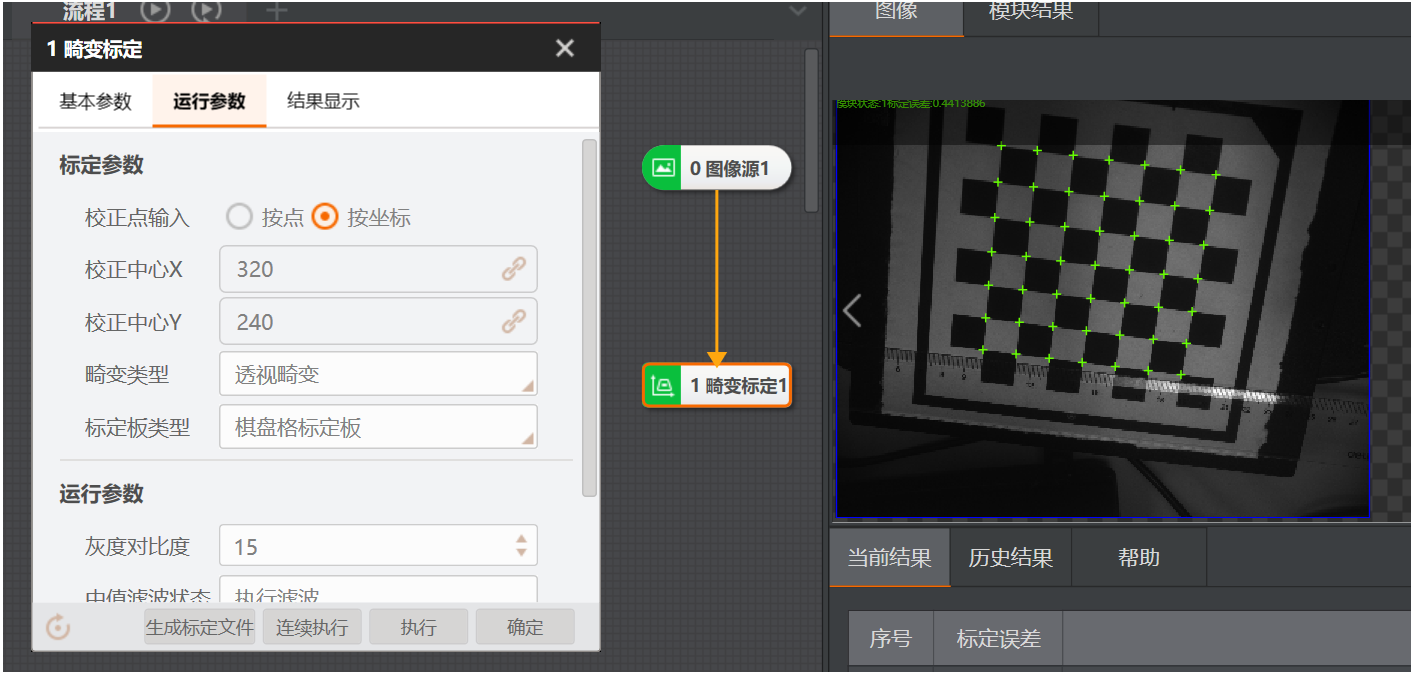 流程1
1 畸变标定
基本参数 运行参数 结果显示
标定参数
校正点输入 按点 按坐标
校正中心X 320
校正中心Y 240
畸变类型 透视畸变
标定板类型 棋盘格标定板
运行参数
灰度对比度 15
中值滤波状态 执行滤波
生成标定文件 连续执行 执行 确定
0 图像源1
1 畸变标定1
图像 模块结果
模块状态:1标定误差:0.4413886
当前结果 历史结果 帮助
序号 标定误差